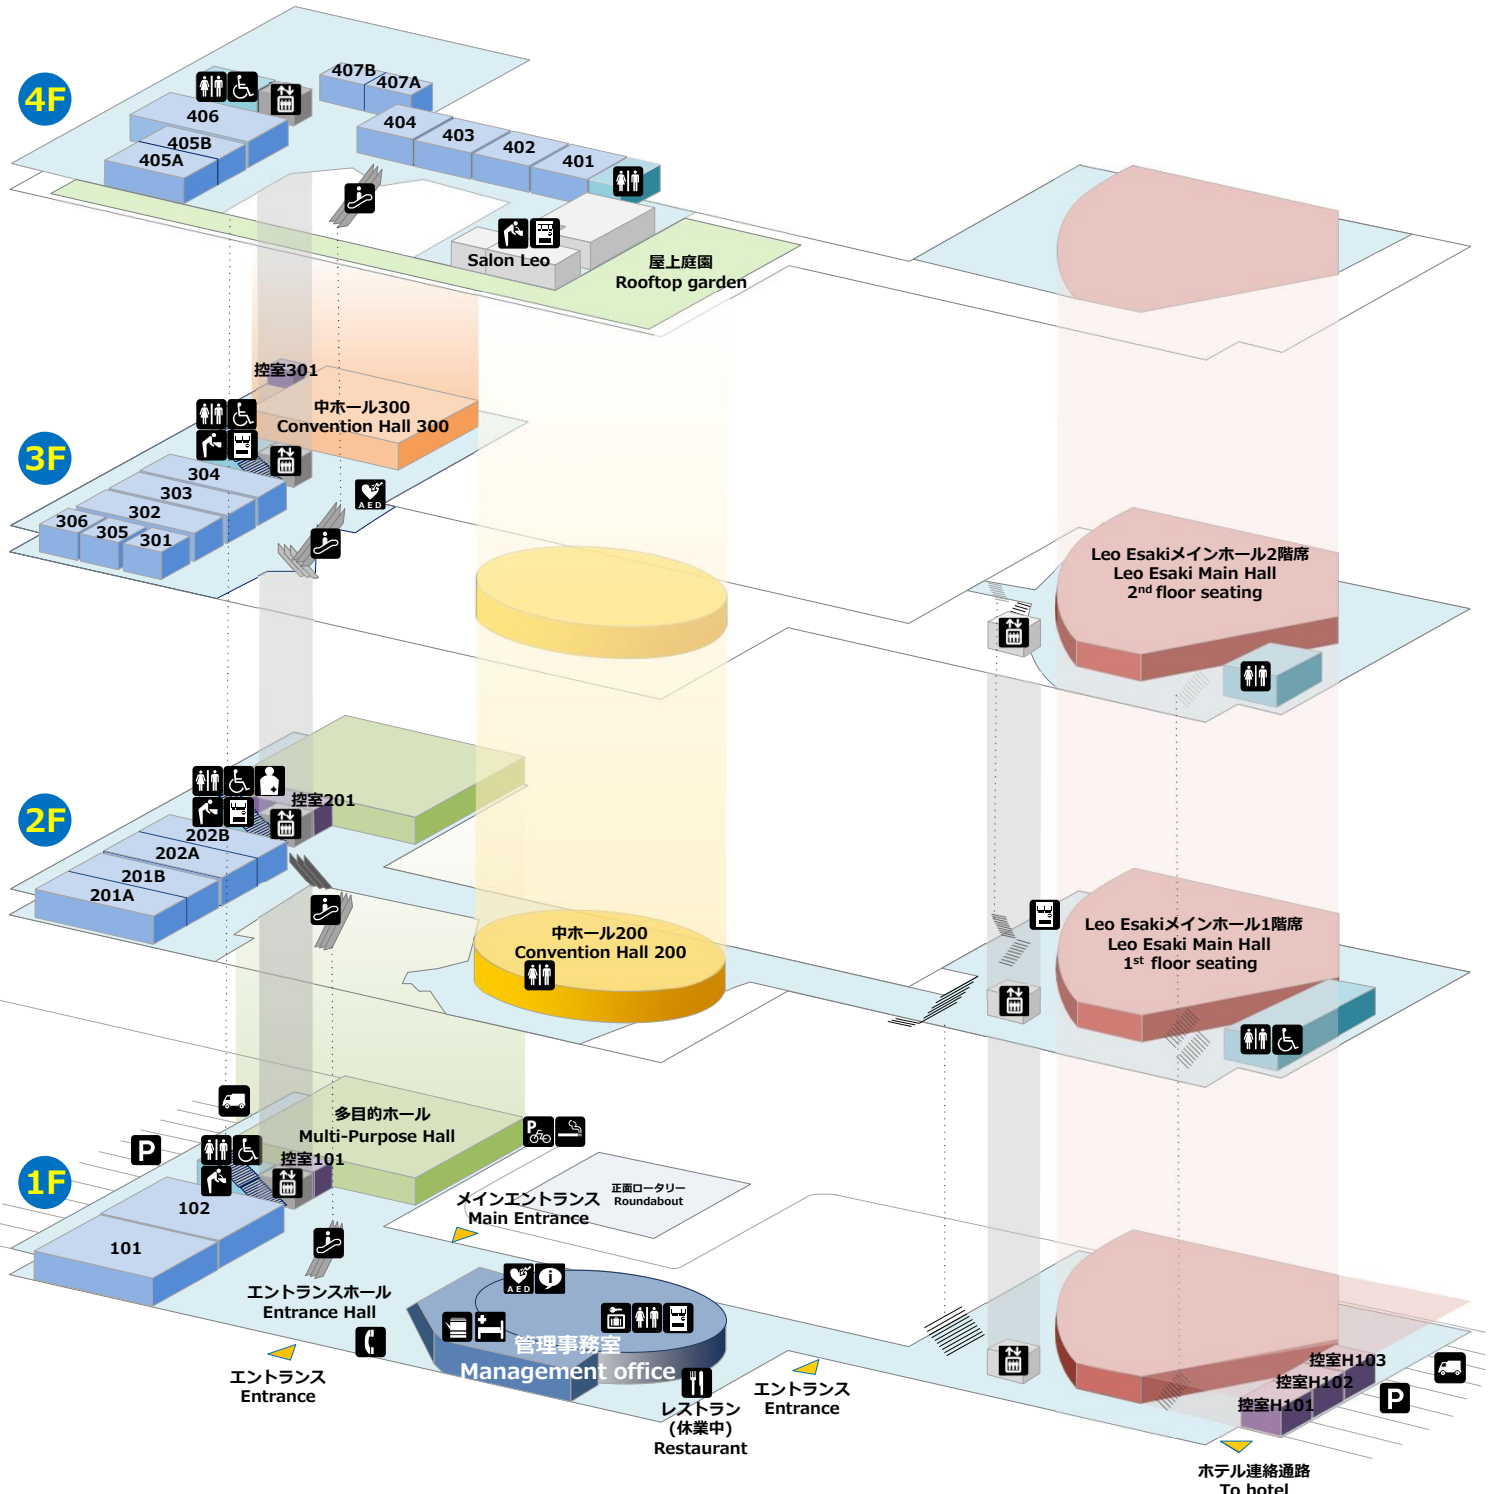 4F
407B
407A
406
405B
405A
404
403
402
401
Salon Leo
屋上庭園
Rooftop garden
3F
控室301
中ホール300
Convention Hall 300
304
303
302
306
305
301
AED
Leo Esakiメインホール2階席
Leo Esaki Main Hall
2nd floor seating
2F
控室201
202B
202A
201B
201A
中ホール200
Convention Hall 200
Leo Esakiメインホール1階席
Leo Esaki Main Hall
1st floor seating
1F
P
多目的ホール
Multi-Purpose Hall
控室101
102
101
P
正面ロータリー
Roundabout
メインエントランス
Main Entrance
エントランスホール
Entrance Hall
AED
i
管理事務室
Management office
エントランス
Entrance
レストラン
(休業中)
Restaurant
エントランス
Entrance
控室H103
控室H102
控室H101
P
ホテル連絡通路
To hotel